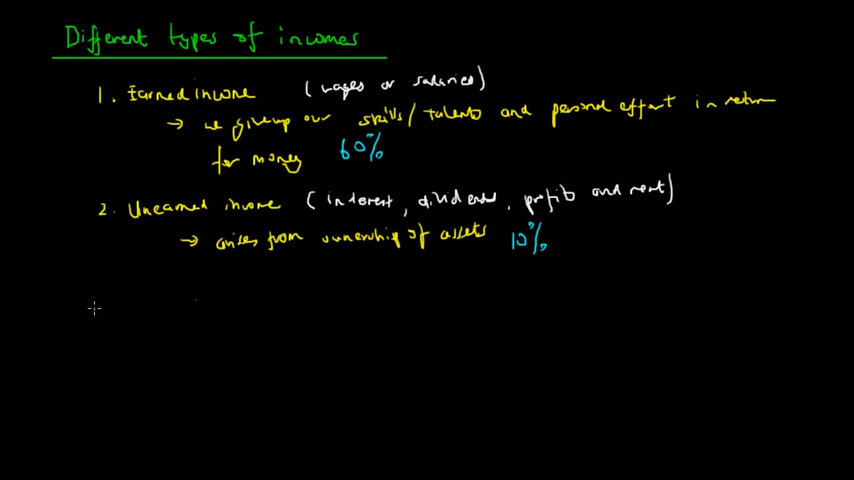 Different types of incomes
1. Earned income (wages or salaries)
→ we give up our skills/talents and personal effort in return
for money 60%
2. Unearned income (interest, dividends, profits and rent)
→ arises from ownership of assets 10%